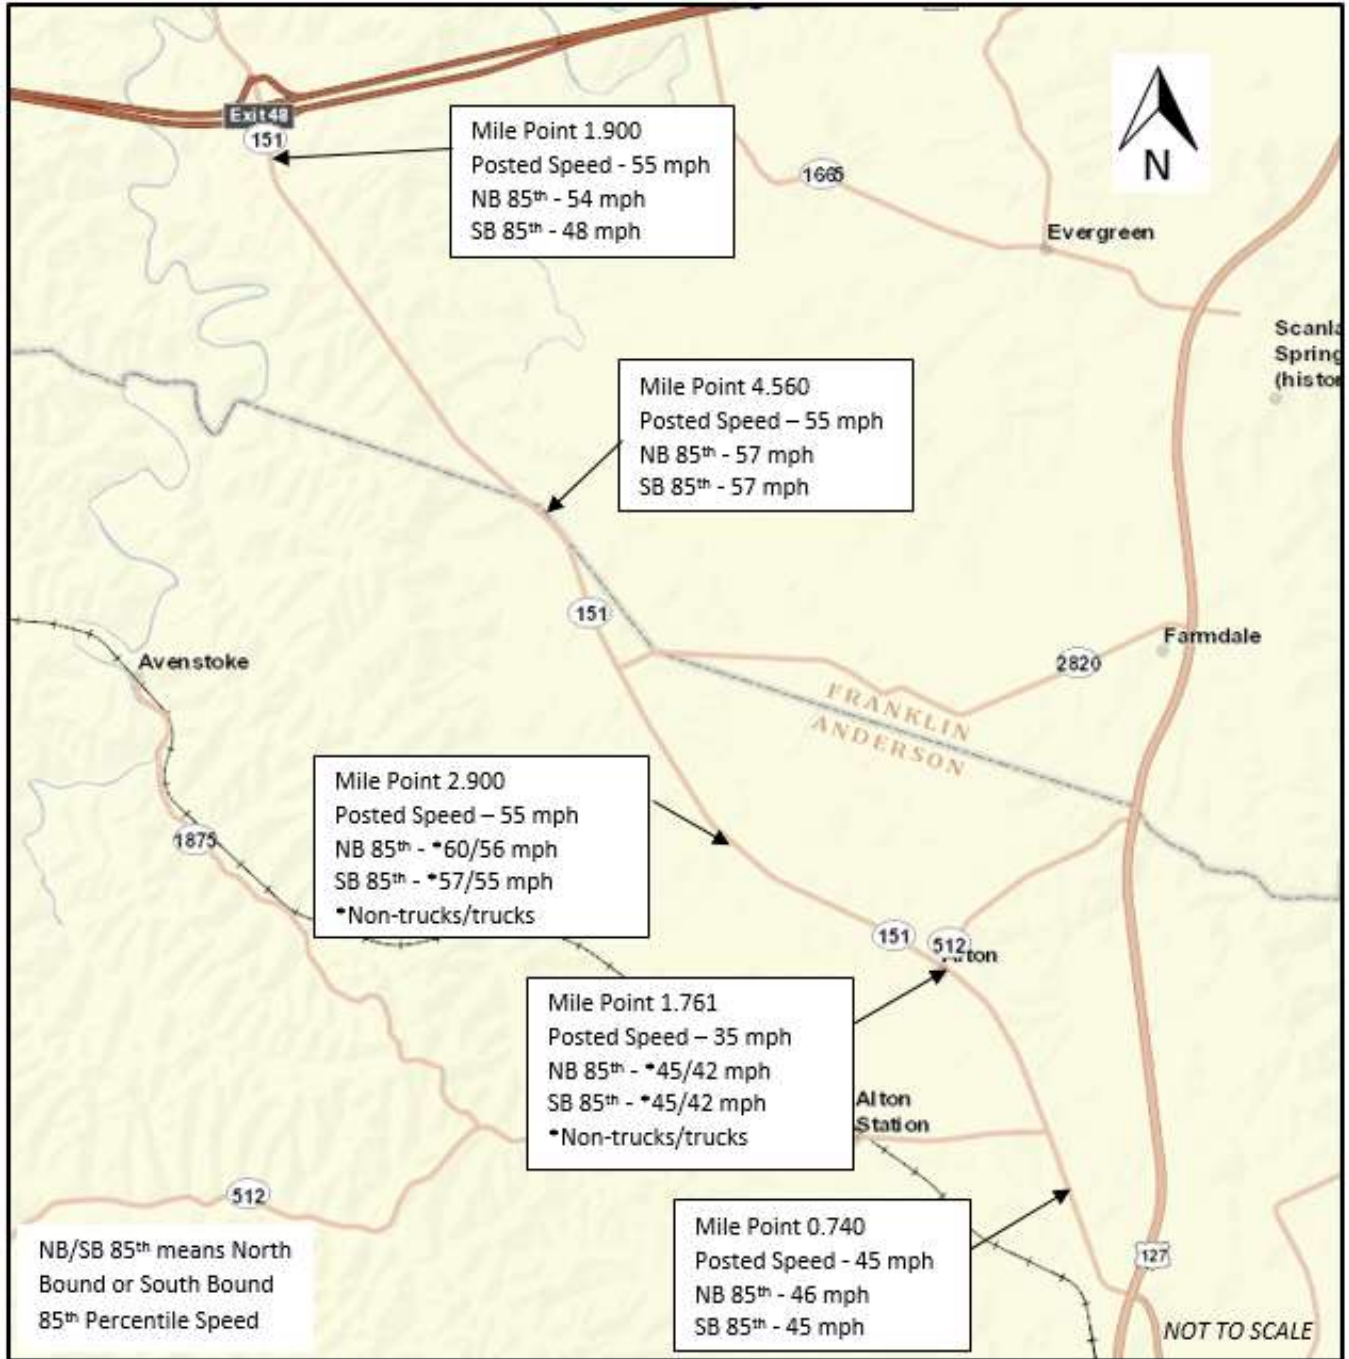 Exit 48
151
Mile Point 1.900
Posted Speed - 55 mph
NB 85th - 54 mph
SB 85th - 48 mph
1665
N
Evergreen
Scanla
Spring
(histor
Mile Point 4.560
Posted Speed – 55 mph
NB 85th - 57 mph
SB 85th - 57 mph
151
Avenstoke
2820
Farmdale
FRANKLIN
ANDERSON
Mile Point 2.900
Posted Speed – 55 mph
NB 85th - *60/56 mph
SB 85th - *57/55 mph
*Non-trucks/trucks
1875
151
512
Mile Point 1.761
Posted Speed – 35 mph
NB 85th - *45/42 mph
SB 85th - *45/42 mph
*Non-trucks/trucks
Alton
Station
512
Mile Point 0.740
Posted Speed - 45 mph
NB 85th - 46 mph
SB 85th - 45 mph
127
NB/SB 85th means North
Bound or South Bound
85th Percentile Speed
NOT TO SCALE